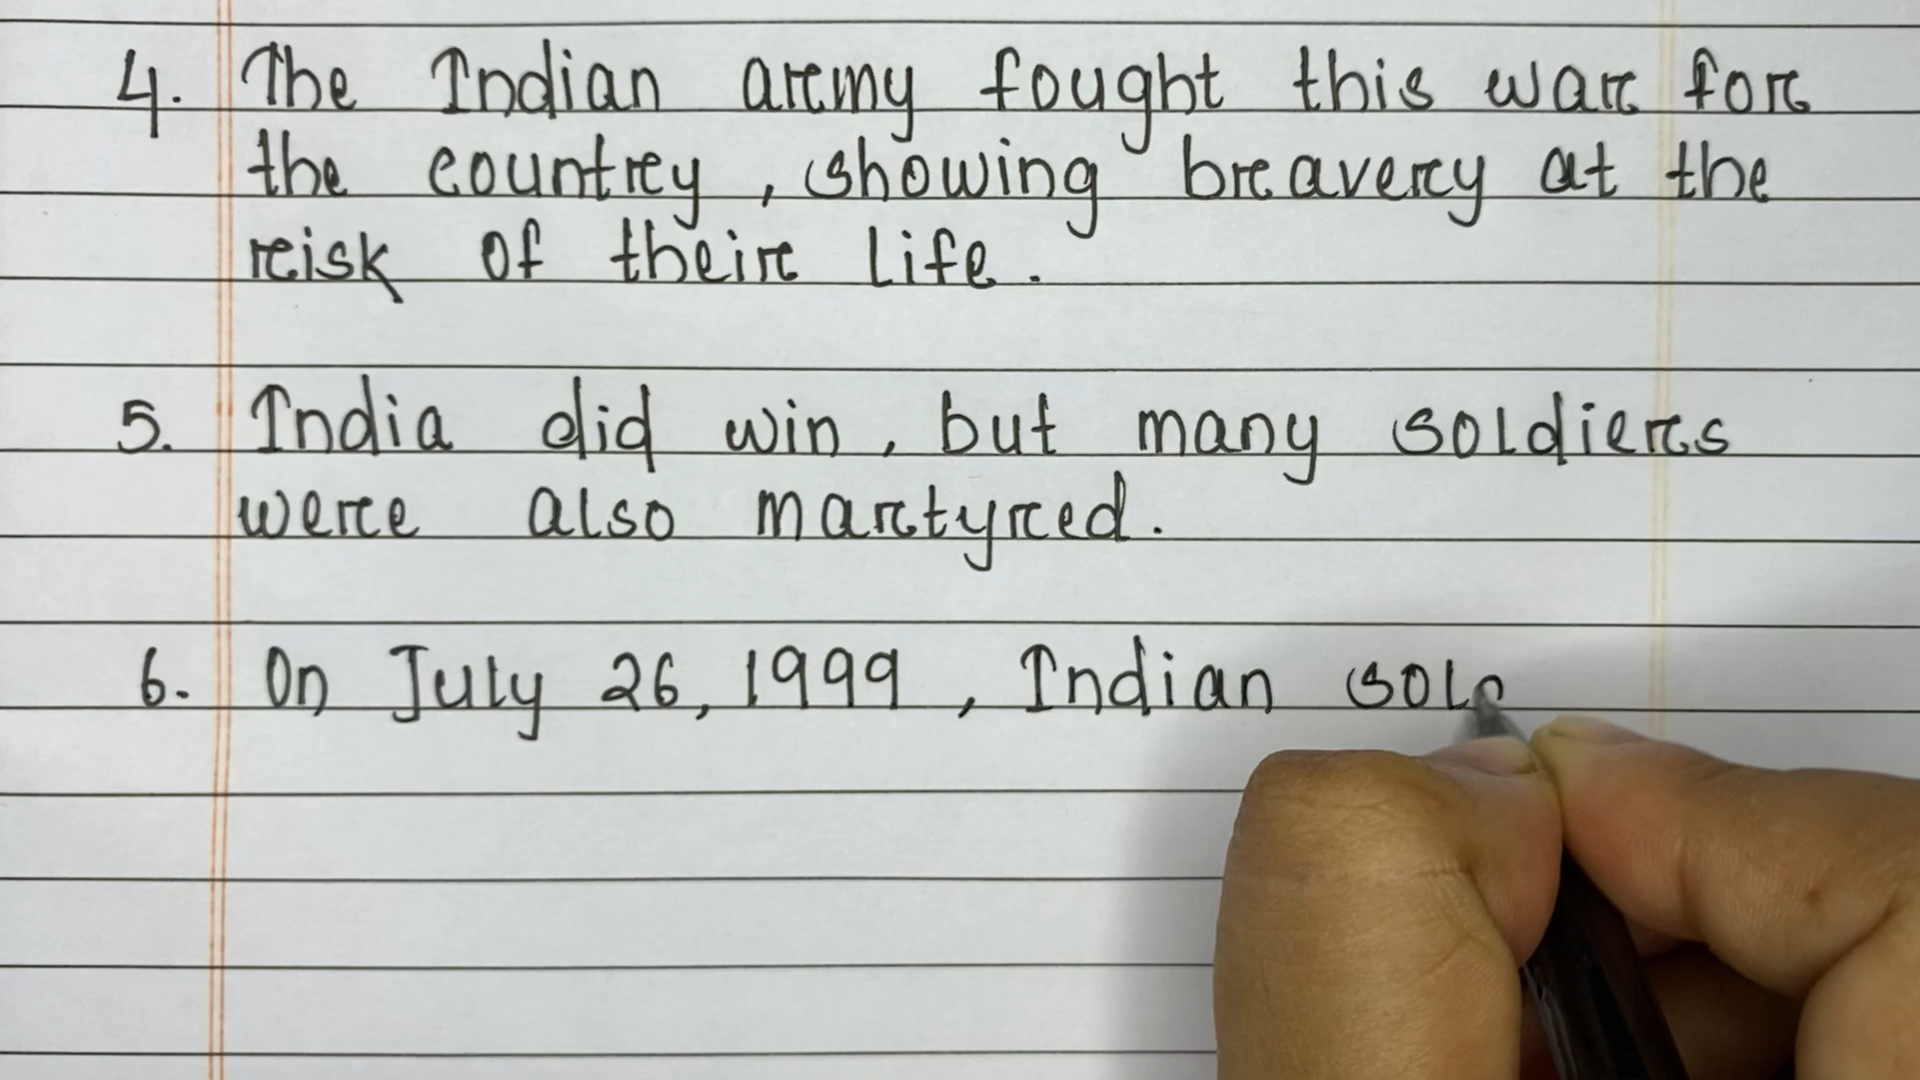 4. The Indian army fought this war for
the country, showing bravery at the
risk of their life.
5. India did win, but many soldiers
were also martyred.
6. On July 26, 1999, Indian